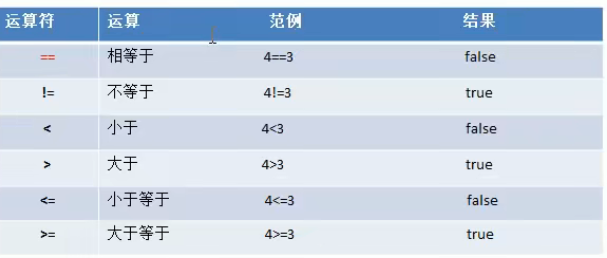 运算符 运算 范例 结果
== 相等于 4==3 false
!= 不等于 4!=3 true
< 小于 4<3 false
> 大于 4>3 true
<= 小于等于 4<=3 false
>= 大于等于 4>=3 true